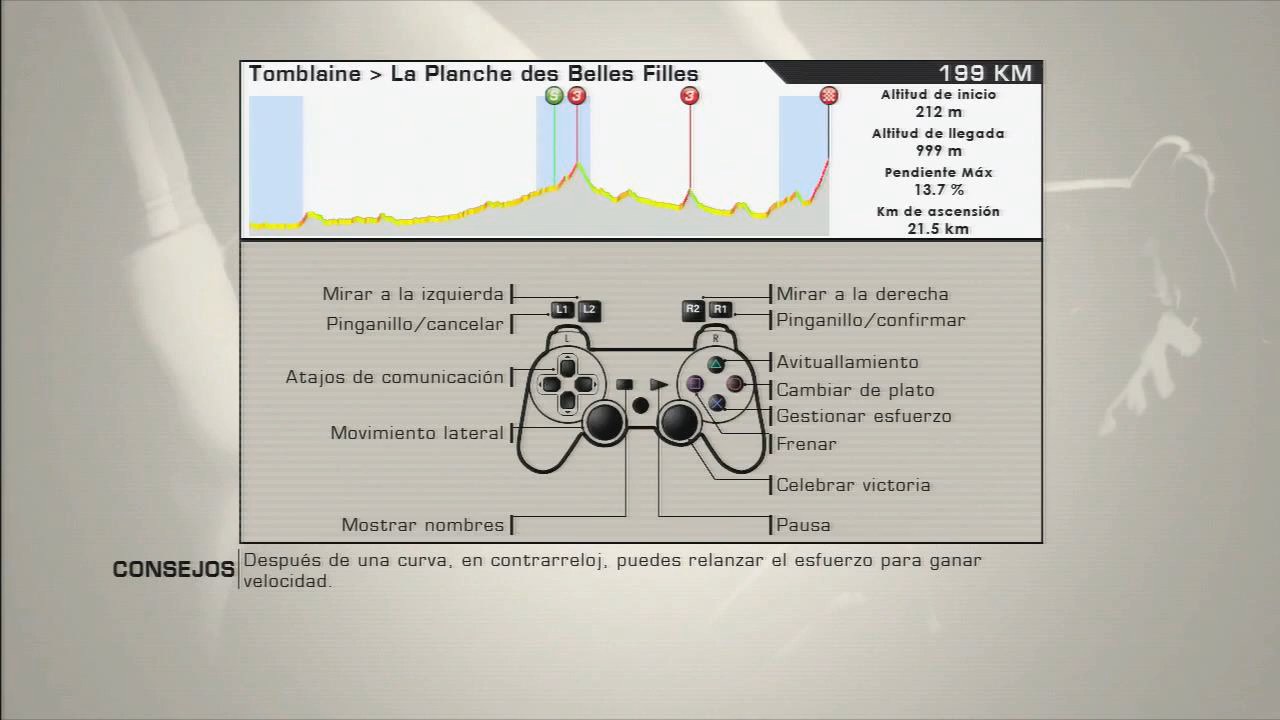 Tomblaine > La Planche des Belles Filles
199 KM
S 3 3
Altitud de inicio
212 m
Altitud de llegada
999 m
Pendiente Máx
13.7 %
Km de ascensión
21.5 km
Mirar a la izquierda
L1 L2
R2 R1
Mirar a la derecha
Pinganillo/cancelar
Pinganillo/confirmar
L
R
Avituallamiento
Atajos de comunicación
Cambiar de plato
Gestionar esfuerzo
Movimiento lateral
Frenar
Celebrar victoria
Mostrar nombres
Pausa
CONSEJOS
Después de una curva, en contrarreloj, puedes relanzar el esfuerzo para ganar
velocidad.